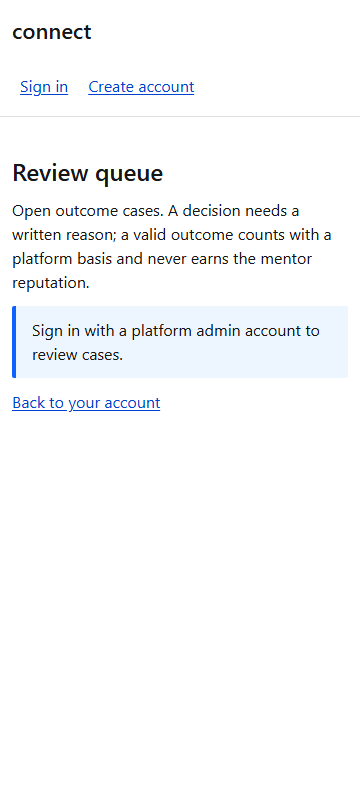 connect
Sign in Create account
Review queue
Open outcome cases. A decision needs a
written reason; a valid outcome counts with a
platform basis and never earns the mentor
reputation.
Sign in with a platform admin account to
review cases.
Back to your account